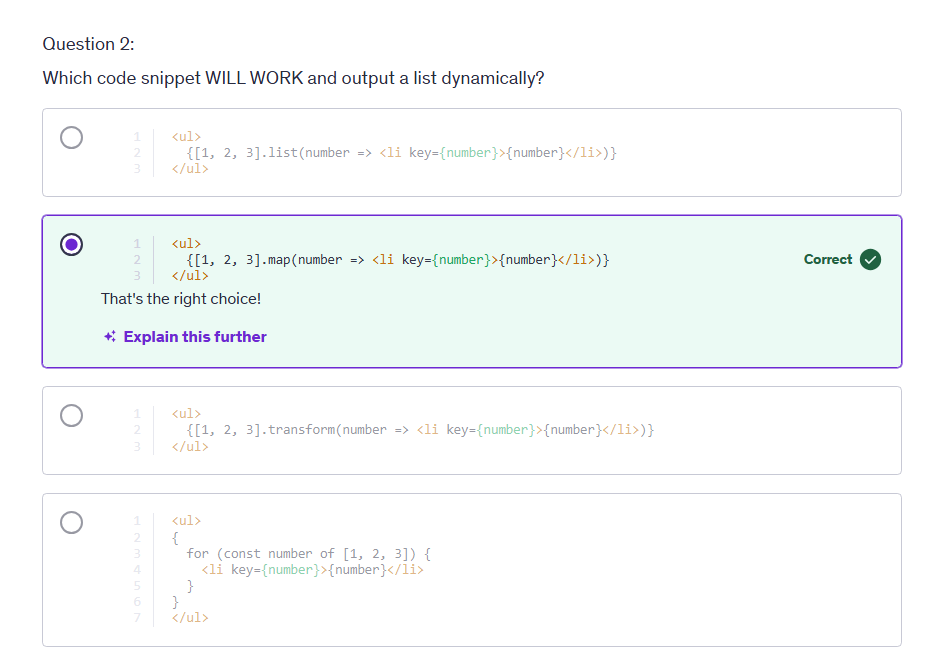 Question 2:
Which code snippet WILL WORK and output a list dynamically?
1 <ul>
2   {[1, 2, 3].list(number => <li key={number}>{number}</li>)}
3 </ul>
1 <ul>
2   {[1, 2, 3].map(number => <li key={number}>{number}</li>)}
3 </ul>
Correct
That's the right choice!
Explain this further
1 <ul>
2   {[1, 2, 3].transform(number => <li key={number}>{number}</li>)}
3 </ul>
1 <ul>
2 {
3   for (const number of [1, 2, 3]) {
4     <li key={number}>{number}</li>
5   }
6 }
7 </ul>